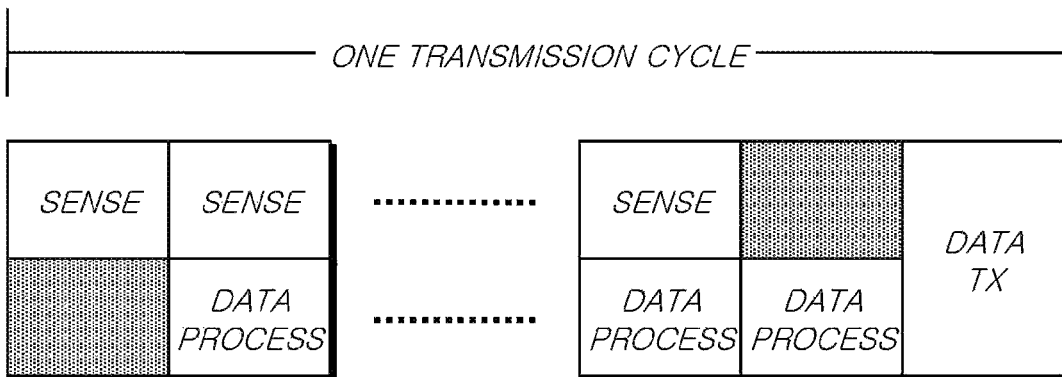 ONE TRANSMISSION CYCLE
SENSE
SENSE
SENSE
DATA
TX
DATA
PROCESS
DATA
PROCESS
DATA
PROCESS